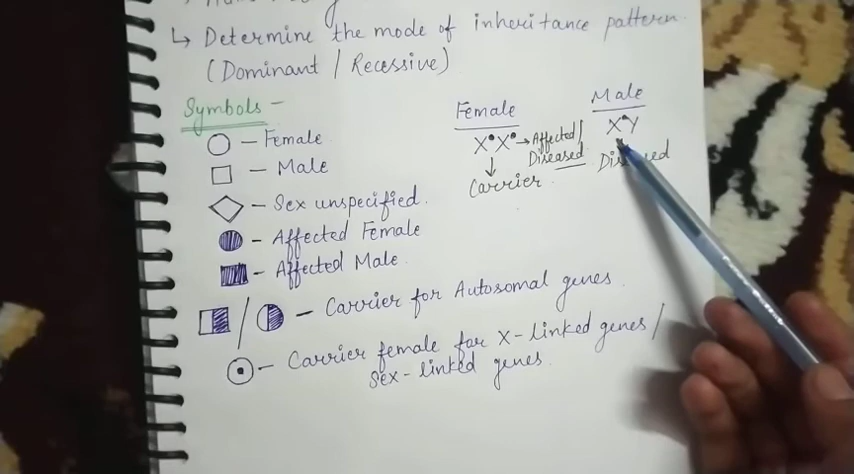 ↳ Determine the mode of inheritance pattern.
(Dominant / Recessive)
Symbols -
- Female
- Male
- Sex unspecified.
- Affected Female
- Affected Male.
/ - Carrier for Autosomal genes.
- Carrier female for X-linked genes/
Sex-linked genes.
Female
X•X• → Affected/
Diseased
↓
Carrier
Male
X•Y